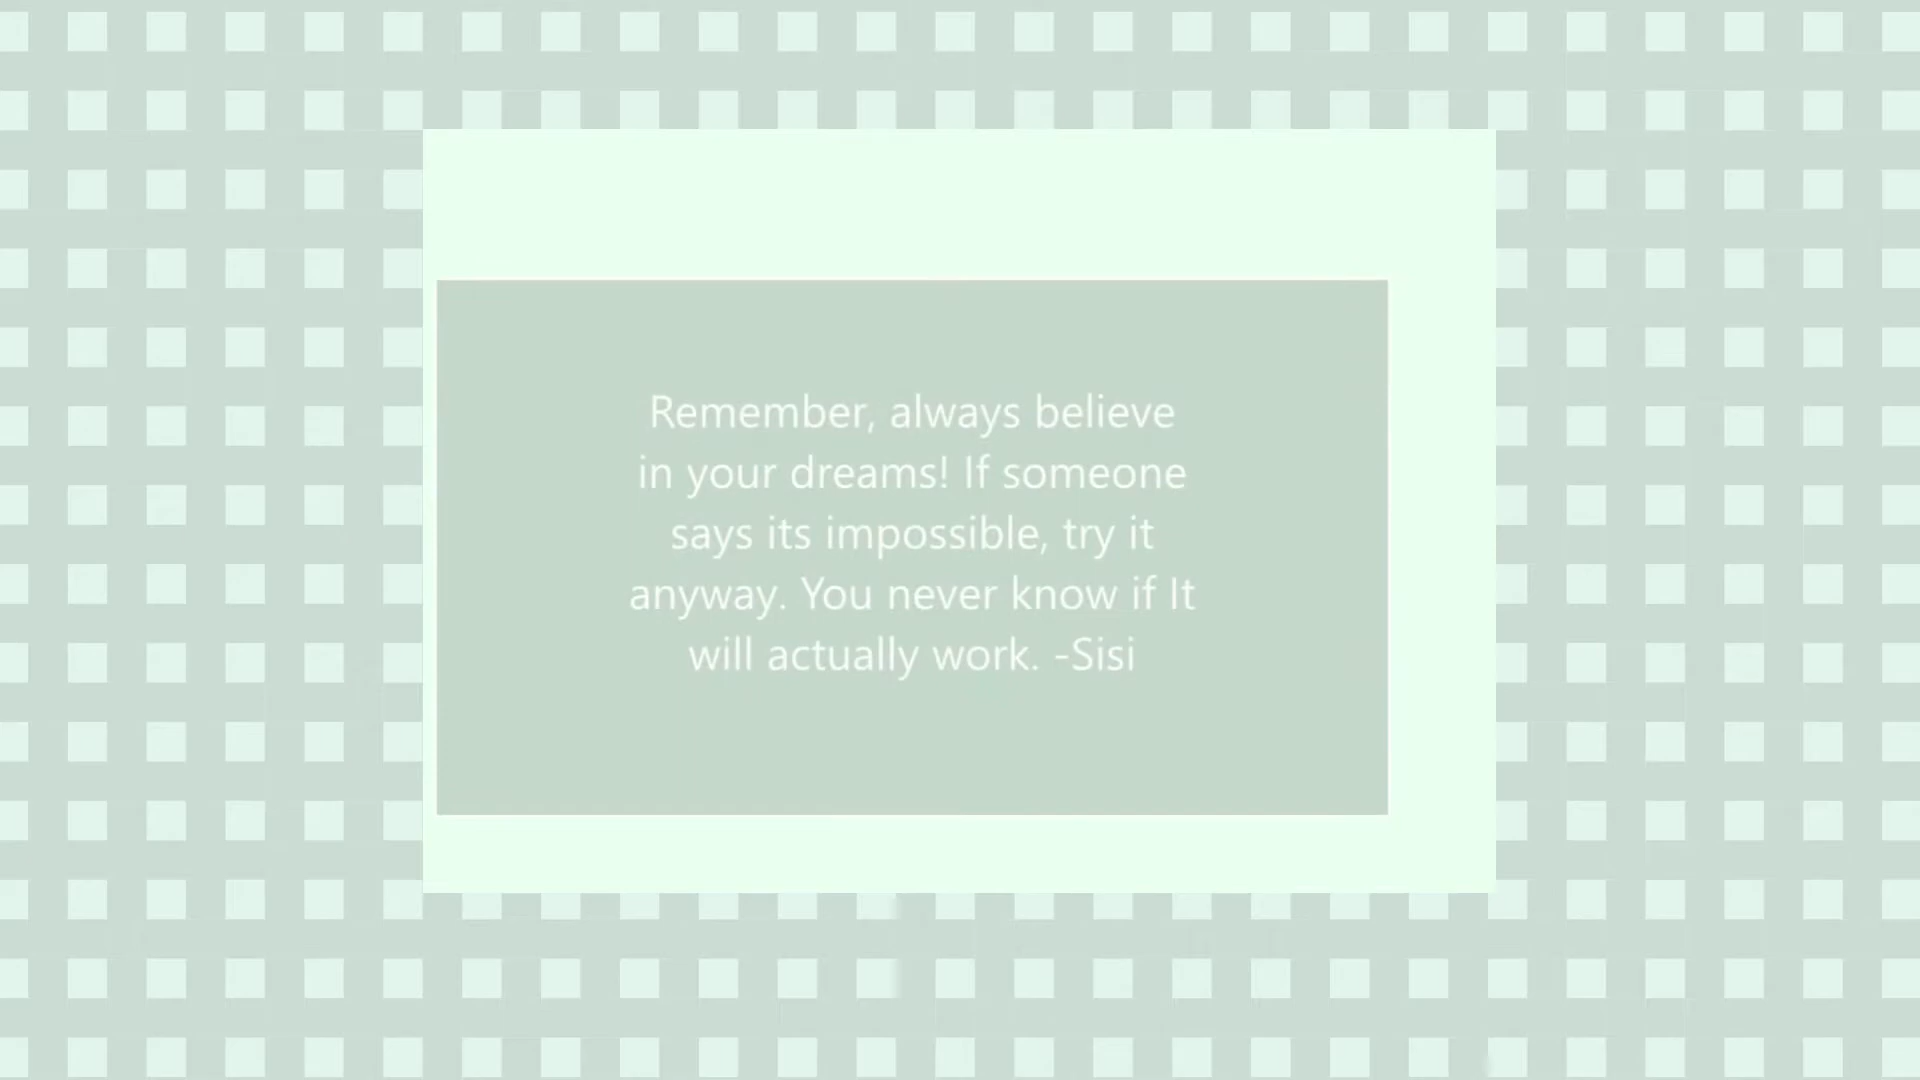 Remember, always believe
in your dreams! If someone
says its impossible, try it
anyway. You never know if It
will actually work. -Sisi